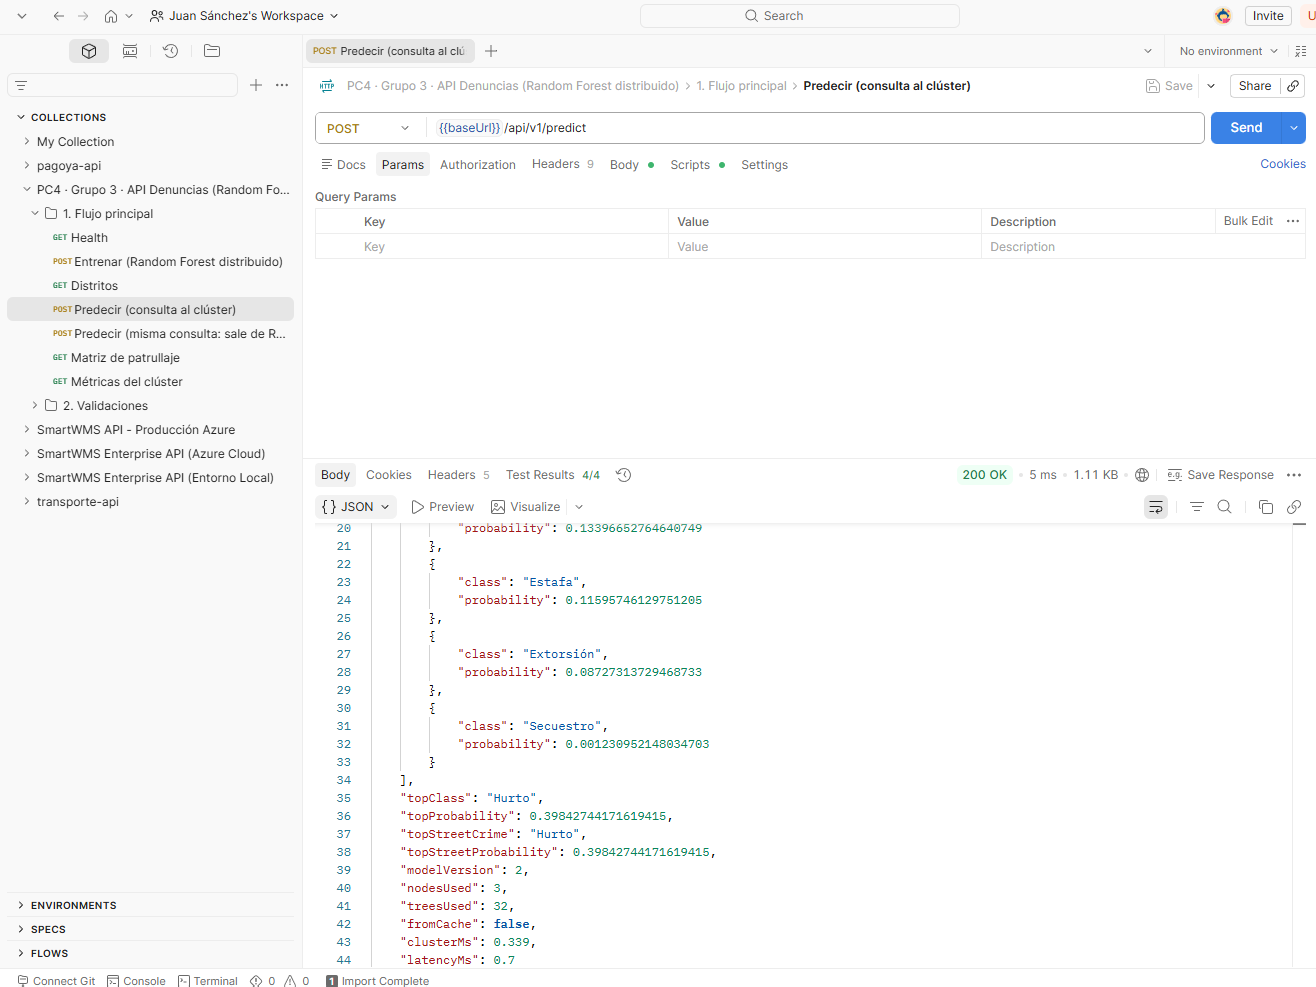 Juan Sánchez's Workspace
Search
Invite
U
POST Predecir (consulta al clú
No environment
PC4 · Grupo 3 · API Denuncias (Random Forest distribuido) > 1. Flujo principal > Predecir (consulta al clúster)
Save
Share
COLLECTIONS
My Collection
pagoya-api
PC4 · Grupo 3 · API Denuncias (Random Fo...
1. Flujo principal
GET Health
POST Entrenar (Random Forest distribuido)
GET Distritos
POST Predecir (consulta al clúster)
POST Predecir (misma consulta: sale de R...
GET Matriz de patrullaje
GET Métricas del clúster
2. Validaciones
SmartWMS API - Producción Azure
SmartWMS Enterprise API (Azure Cloud)
SmartWMS Enterprise API (Entorno Local)
transporte-api
ENVIRONMENTS
SPECS
FLOWS
HTTP
POST
{{baseUrl}} /api/v1/predict
Send
Docs Params Authorization Headers 9 Body Scripts Settings
Cookies
Query Params
Key Value Description Bulk Edit
Key Value Description
Body Cookies Headers 5 Test Results 4/4
200 OK • 5 ms • 1.11 KB • e.g. Save Response
{} JSON Preview Visualize
20 "probability": 0.13396652764640749
21 },
22 {
23 "class": "Estafa",
24 "probability": 0.11595746129751205
25 },
26 {
27 "class": "Extorsión",
28 "probability": 0.08727313729468733
29 },
30 {
31 "class": "Secuestro",
32 "probability": 0.001230952148034703
33 }
34 ],
35 "topClass": "Hurto",
36 "topProbability": 0.39842744171619415,
37 "topStreetCrime": "Hurto",
38 "topStreetProbability": 0.39842744171619415,
39 "modelVersion": 2,
40 "nodesUsed": 3,
41 "treesUsed": 32,
42 "fromCache": false,
43 "clusterMs": 0.339,
44 "latencyMs": 0.7
Connect Git Console Terminal 0 0 1 Import Complete